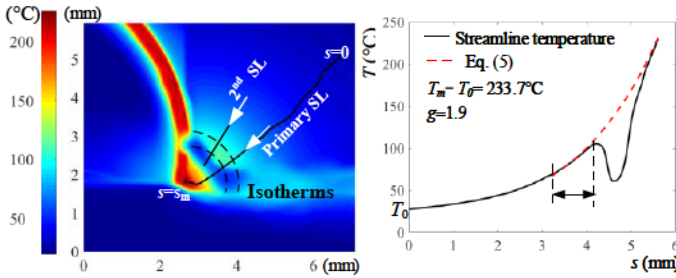 (°C)
200
150
100
50
(mm)
5
4
3
2
1
0
s=0
2nd SL
Primary SL
s=sm
Isotherms
0
2
4
6
(mm)
T (°C)
250
200
150
100
50
T0
0
Streamline temperature
Eq. (5)
Tm− T0= 233.7°C
g=1.9
0
1
2
3
4
5
6
s (mm)